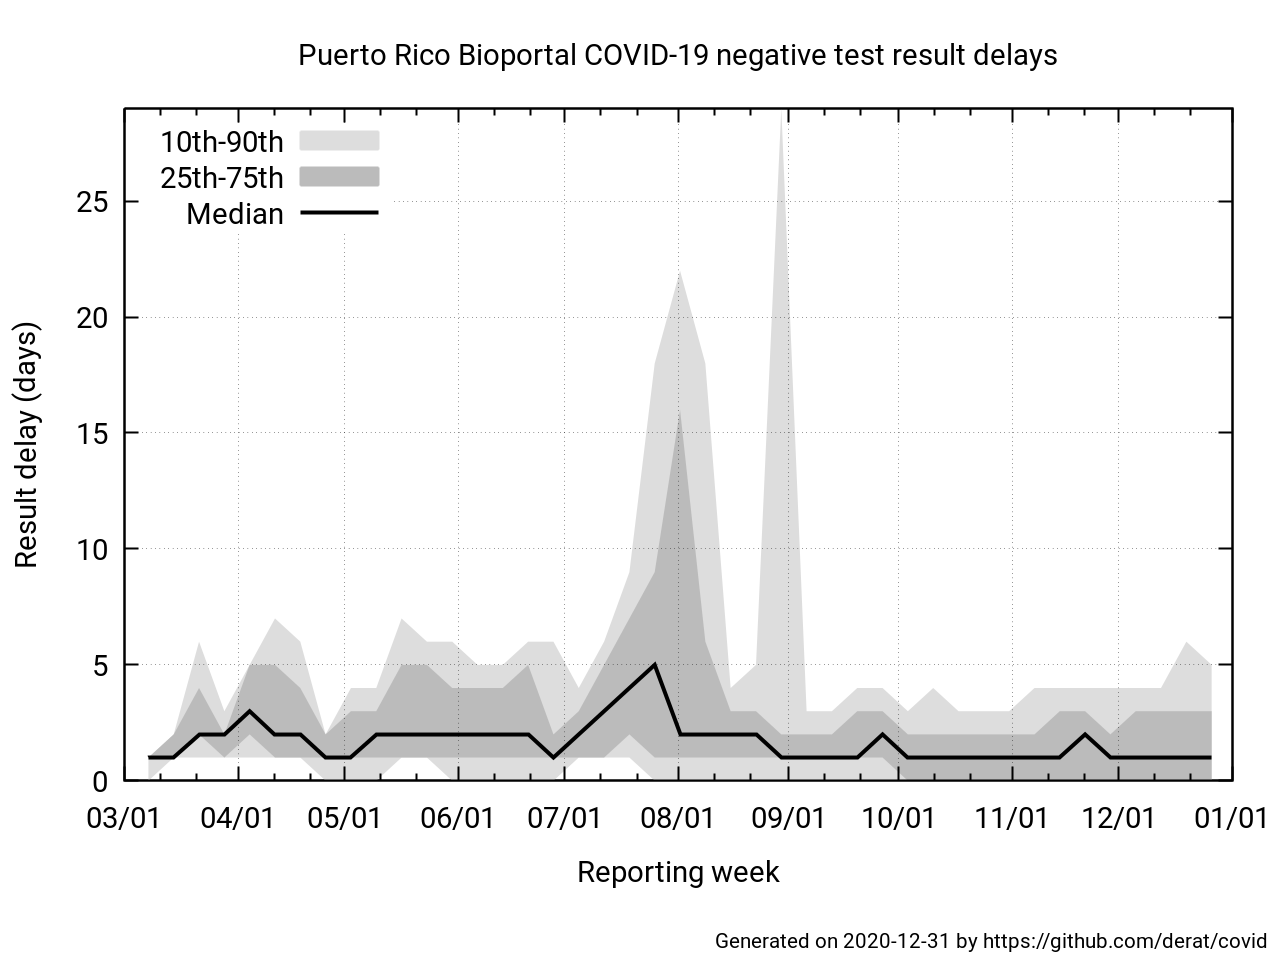 Puerto Rico Bioportal COVID-19 negative test result delays
10th-90th
25th-75th
Median
25
20
15
10
5
0
Result delay (days)
03/01 04/01 05/01 06/01 07/01 08/01 09/01 10/01 11/01 12/01 01/01
Reporting week
Generated on 2020-12-31 by https://github.com/derat/covid